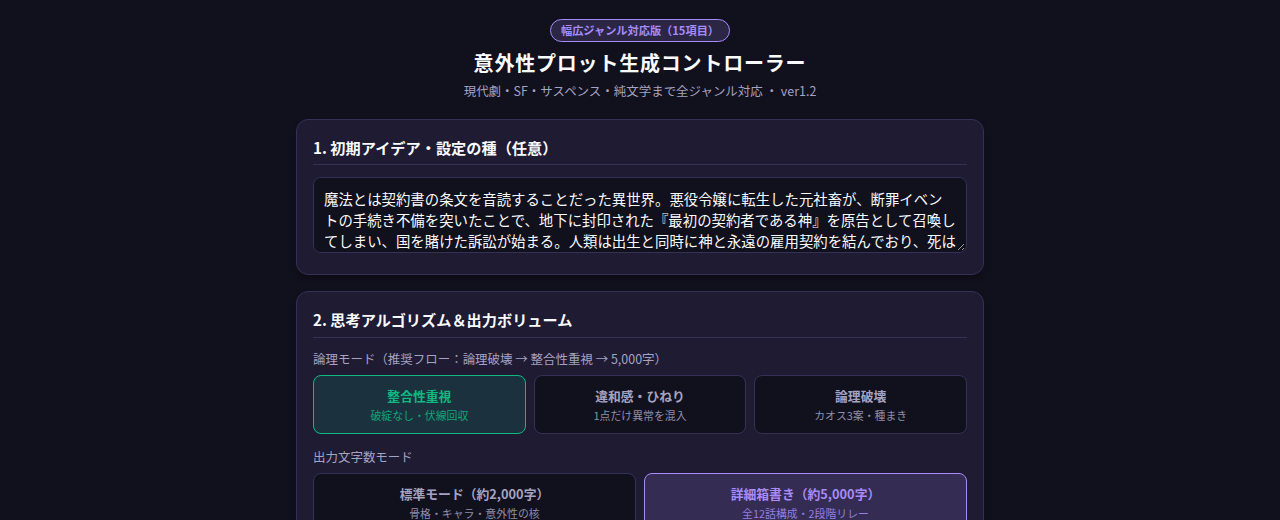 幅広ジャンル対応版（15項目）
意外性プロット生成コントローラー
現代劇・SF・サスペンス・純文学まで全ジャンル対応 ・ ver1.2
1. 初期アイデア・設定の種（任意）
魔法とは契約書の条文を音読することだった異世界。悪役令嬢に転生した元社畜が、断罪イベン
トの手続き不備を突いたことで、地下に封印された『最初の契約者である神』を原告として召喚し
てしまい、国を賭けた訴訟が始まる。人類は出生と同時に神と永遠の雇用契約を結んでおり、死は
2. 思考アルゴリズム＆出力ボリューム
論理モード（推奨フロー：論理破壊 → 整合性重視 → 5,000字）
整合性重視
破綻なし・伏線回収
違和感・ひねり
1点だけ異常を混入
論理破壊
カオス3案・種まき
出力文字数モード
標準モード（約2,000字）
骨格・キャラ・意外性の核
詳細箱書き（約5,000字）
全12話構成・2段階リレー